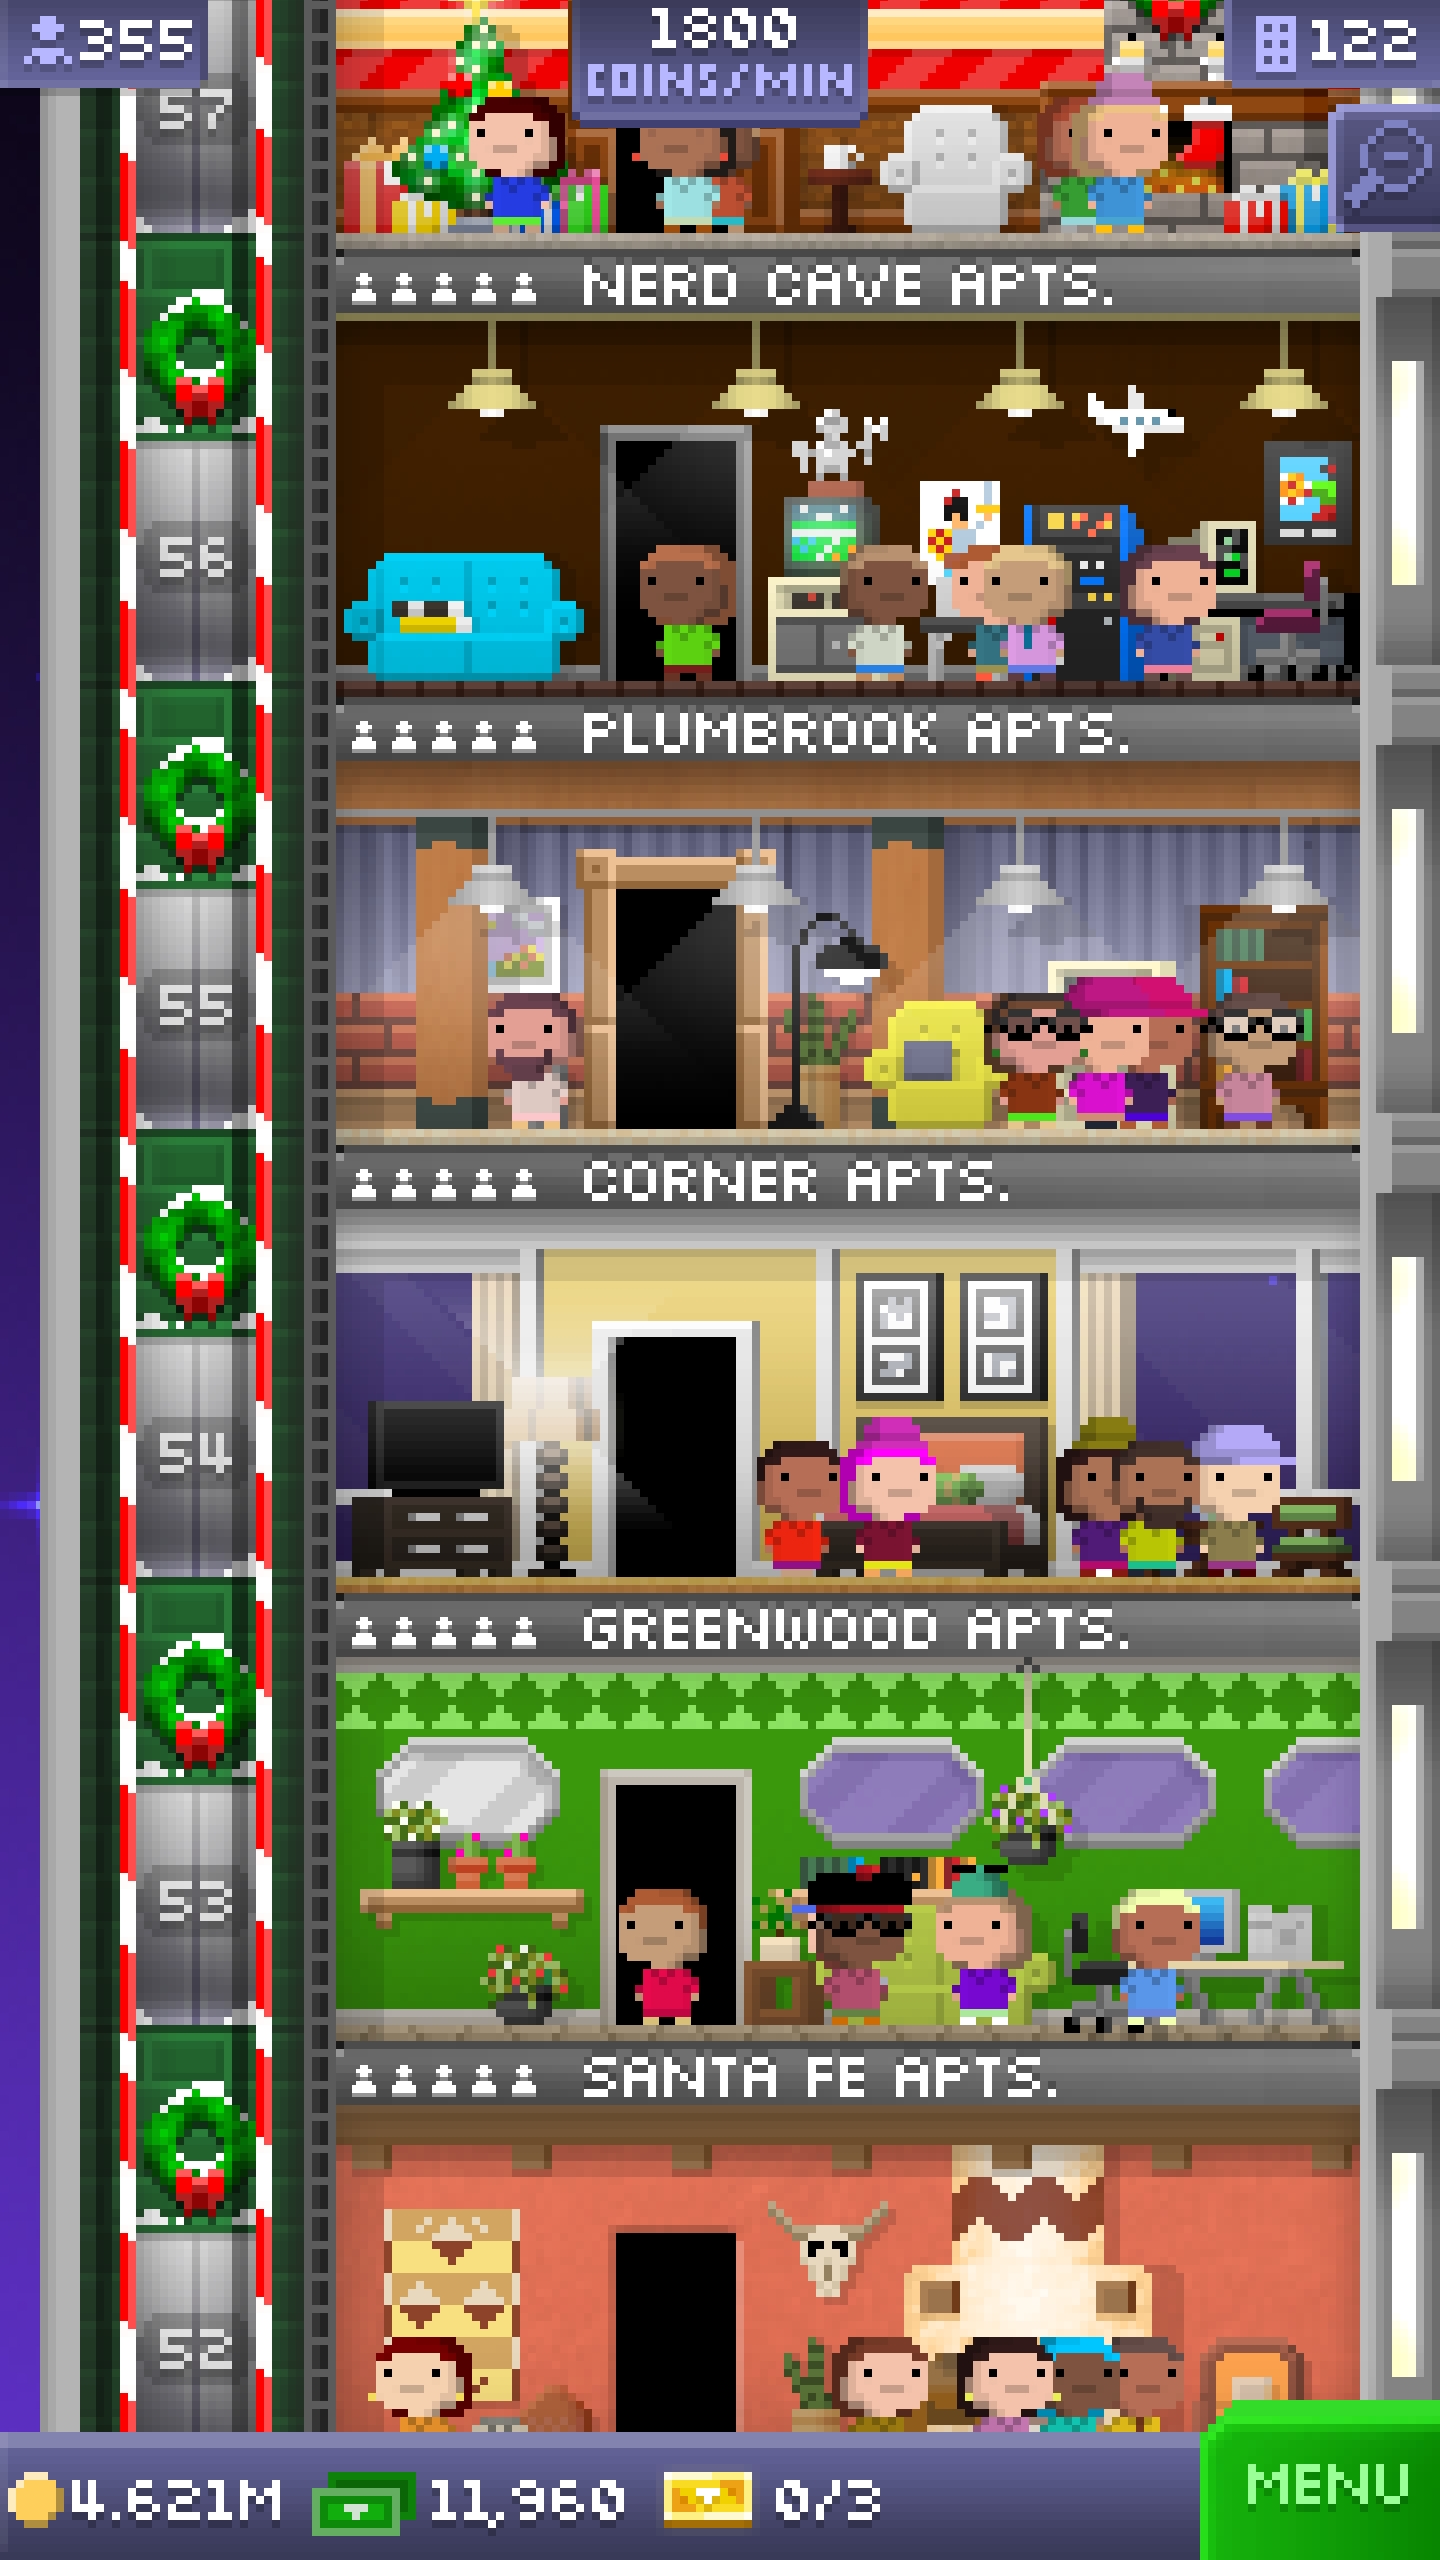 355
1800
COINS/MIN
122
57
NERD CAVE APTS.
56
PLUMBROOK APTS.
55
CORNER APTS.
54
GREENWOOD APTS.
53
SANTA FE APTS.
52
4.621M
11,960
0/3
MENU